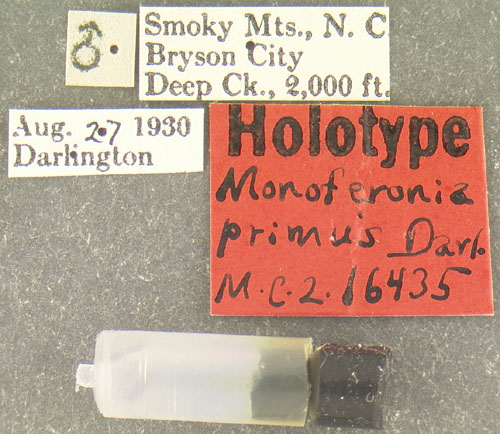 ♂
Smoky Mts., N. C
Bryson City
Deep Ck., 2,000 ft.
Aug. 27 1930
Darlington
Holotype
Monoferonia
primus Darl.
M.C.Z. 16435